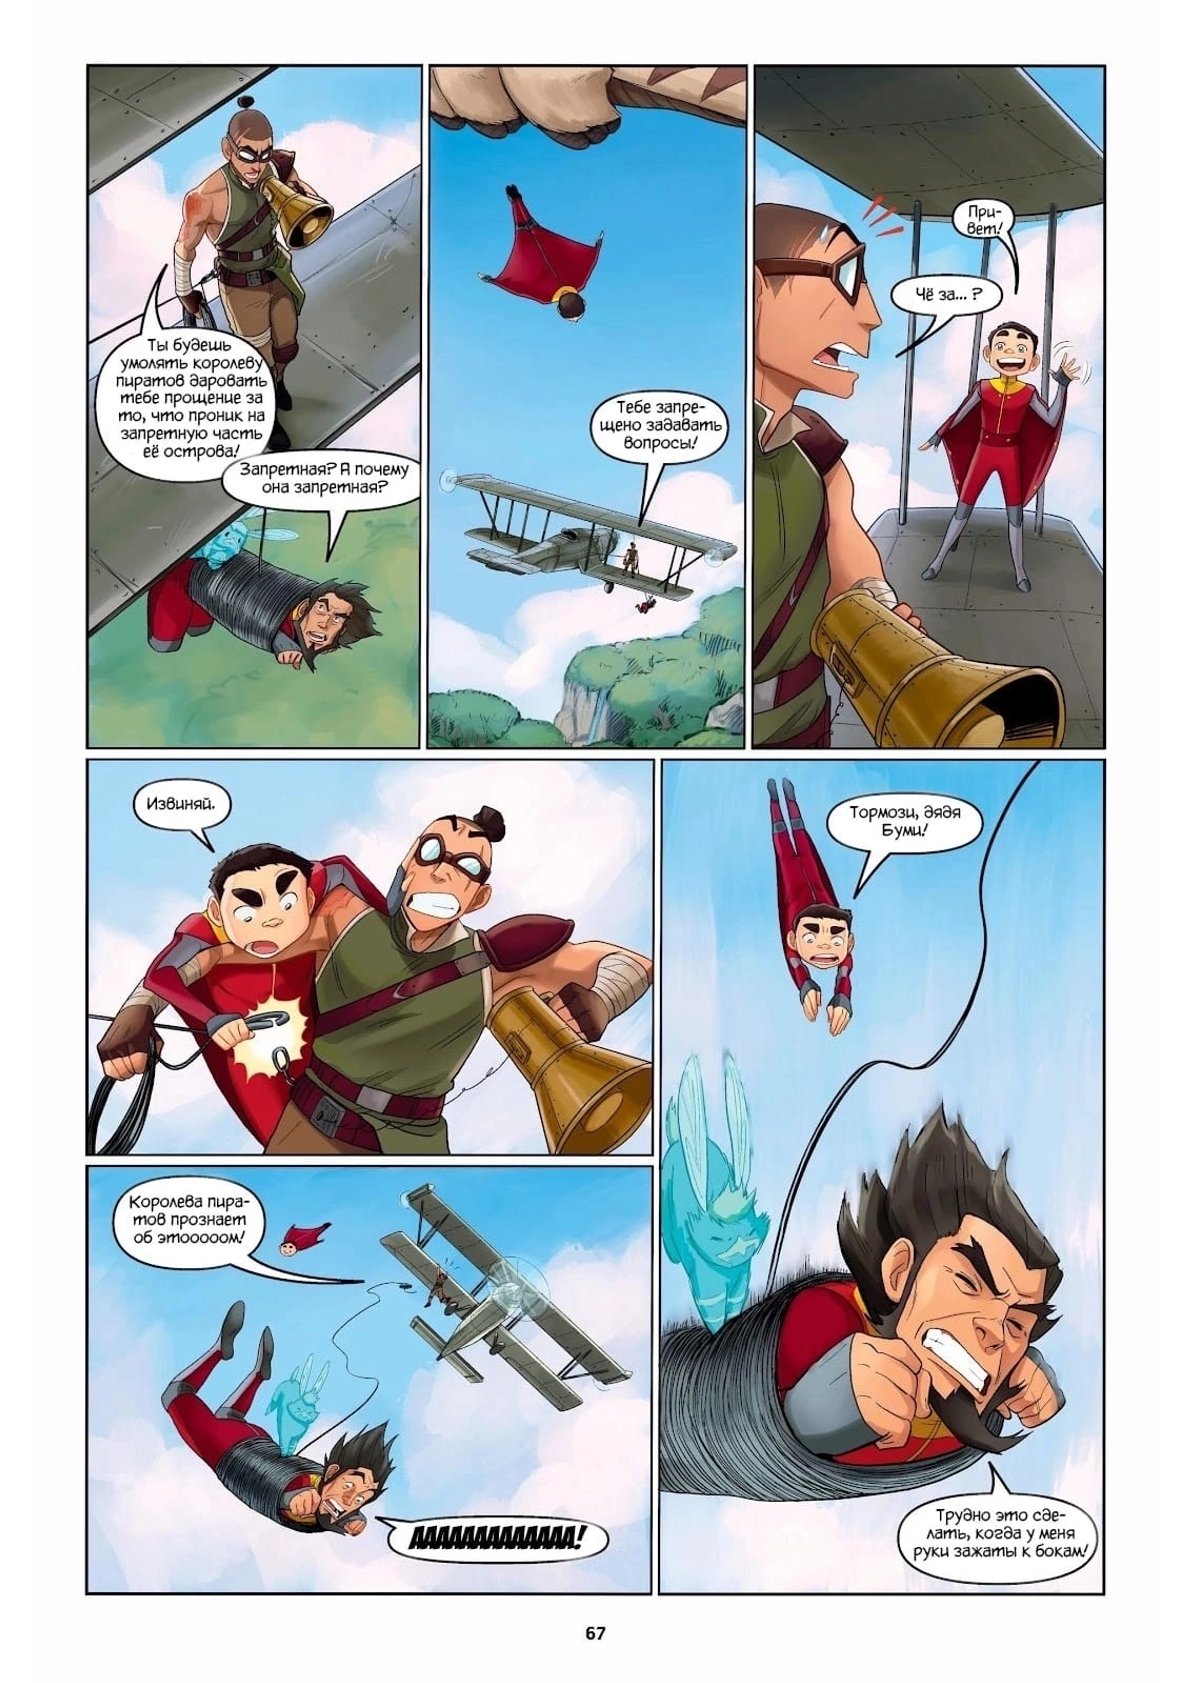 Ты будешь
умолять королеву
пиратов даровать
тебе прощение за
то, что проник на
запретную часть
её острова!
Запретная? А почему
она запретная?
Тебе запре-
щено задавать
вопросы!
При-
вет!
Чё за... ?
Извиняй.
Тормози, дядя
Буми!
Королева пира-
тов прознает
об этооооом!
ААААААААААААА!
Трудно это сде-
лать, когда у меня
руки зажаты к бокам!
67